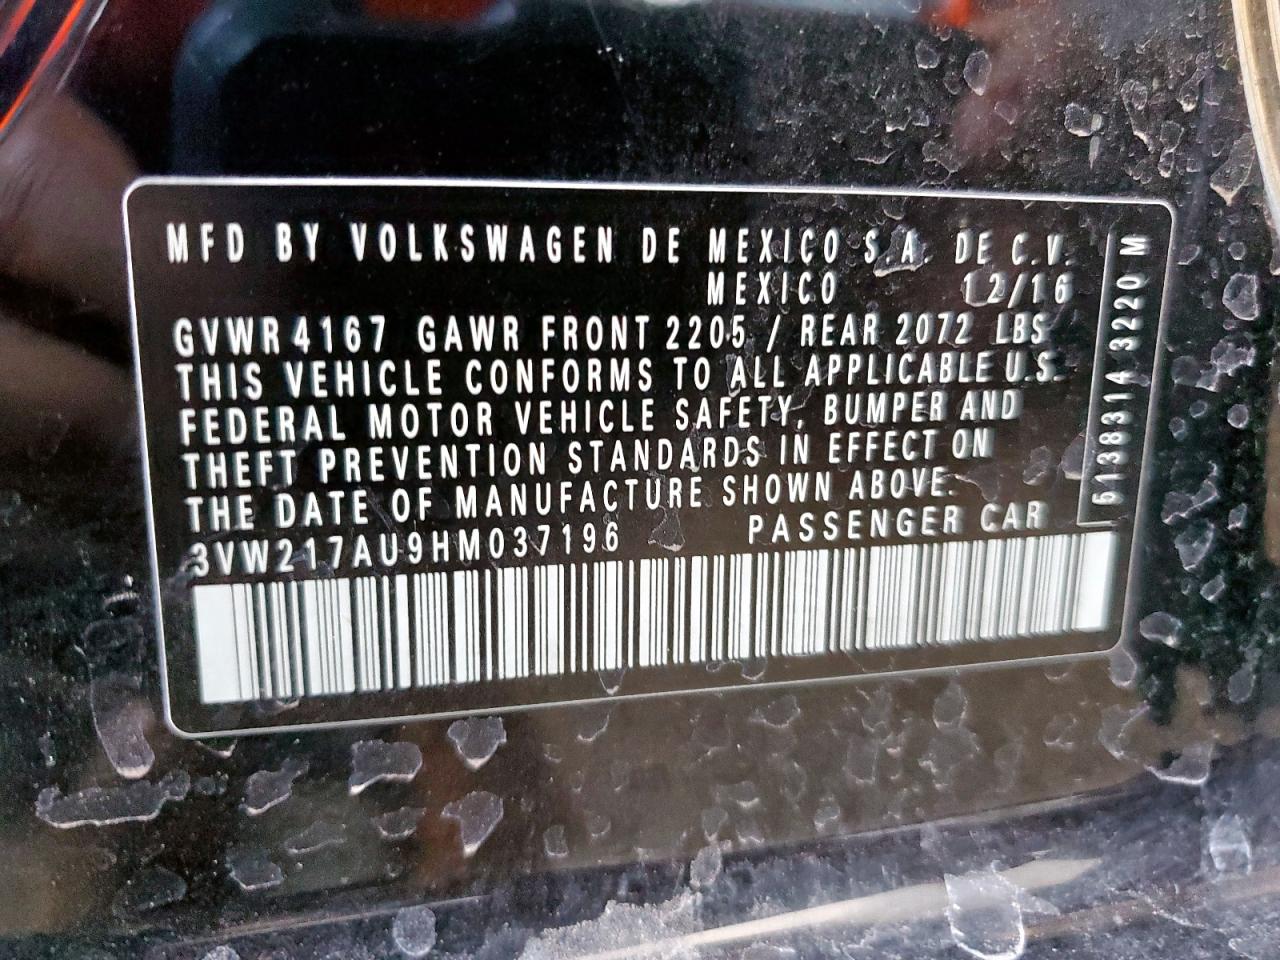 MFD BY VOLKSWAGEN DE MEXICO S.A. DE C.V.
MEXICO 12/16
GVWR 4167 GAWR FRONT 2205 / REAR 2072 LBS
THIS VEHICLE CONFORMS TO ALL APPLICABLE U.S.
FEDERAL MOTOR VEHICLE SAFETY, BUMPER AND
THEFT PREVENTION STANDARDS IN EFFECT ON
THE DATE OF MANUFACTURE SHOWN ABOVE.
3VW217AU9HM037196 PASSENGER CAR
5138314 3220 M